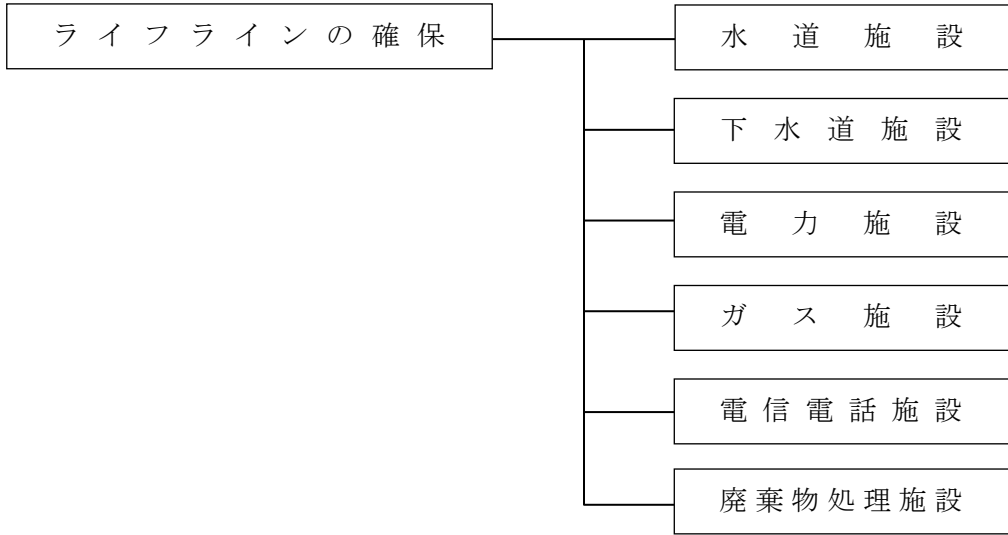 ライフラインの確保
水道施設
下水道施設
電力施設
ガス施設
電信電話施設
廃棄物処理施設